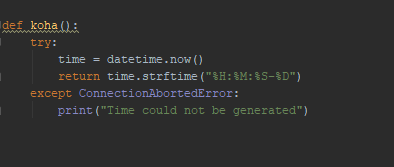 def koha():
    try:
        time = datetime.now()
        return time.strftime("%H:%M:%S-%D")
    except ConnectionAbortedError:
        print("Time could not be generated")